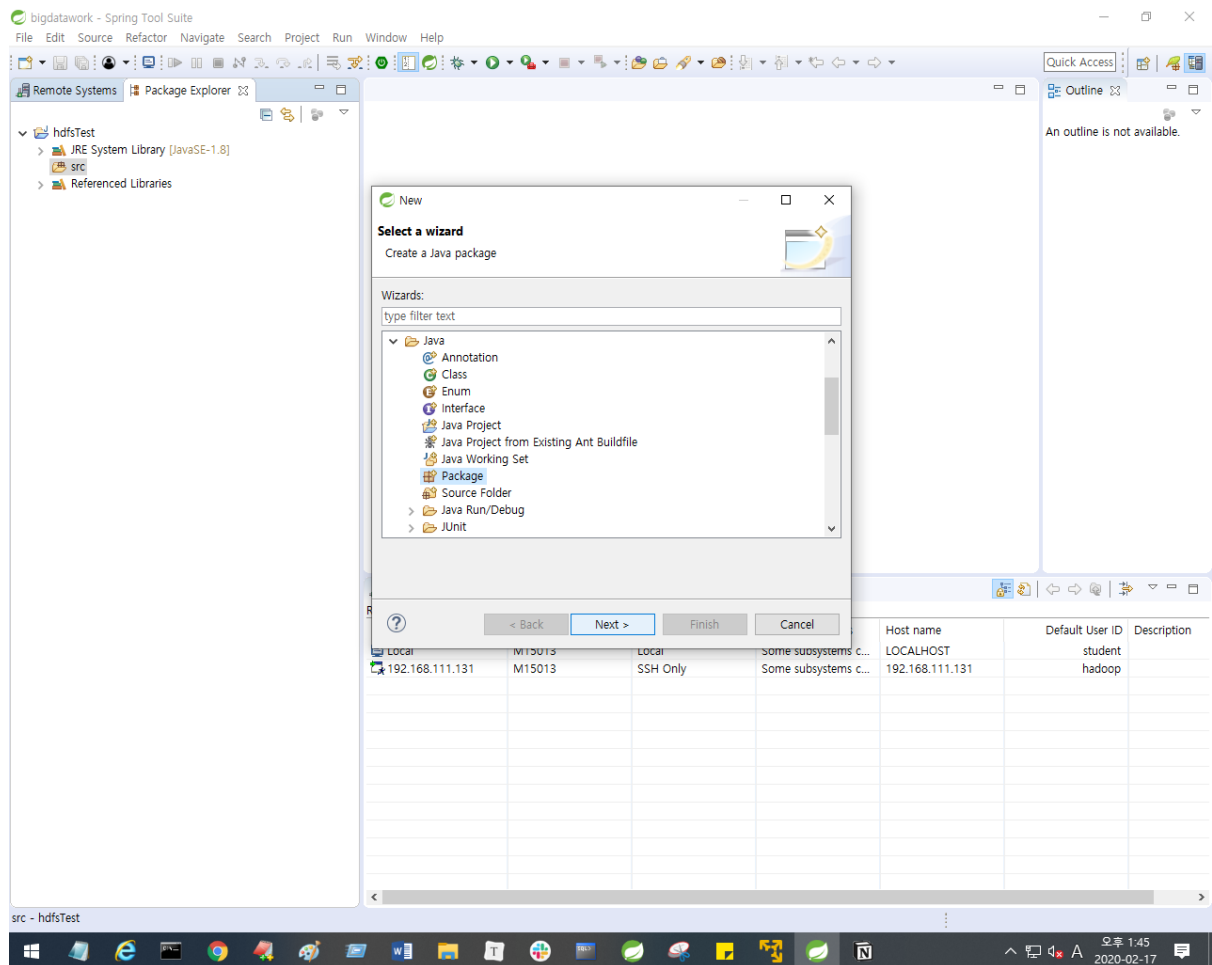 bigdatawork - Spring Tool Suite
File Edit Source Refactor Navigate Search Project Run Window Help
Quick Access
Remote Systems Package Explorer
Outline
hdfsTest
JRE System Library [JavaSE-1.8]
src
Referenced Libraries
An outline is not available.
New
Select a wizard
Create a Java package
Wizards:
type filter text
Java
Annotation
Class
Enum
Interface
Java Project
Java Project from Existing Ant Buildfile
Java Working Set
Package
Source Folder
Java Run/Debug
JUnit
< Back Next > Finish Cancel
Host name Default User ID Description
Local M15013 Local Some subsystems c... LOCALHOST student
192.168.111.131 M15013 SSH Only Some subsystems c... 192.168.111.131 hadoop
src - hdfsTest
A 오후 1:45
2020-02-17